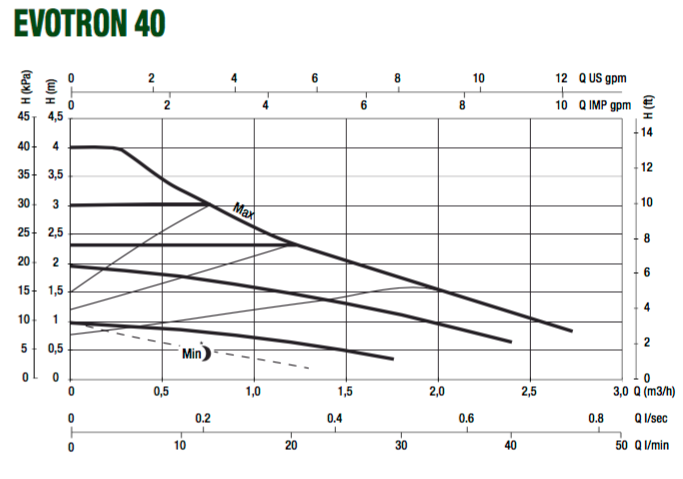 EVOTRON 40
0 2 4 6 8 10 12 Q US gpm
0 2 4 6 8 10 Q IMP gpm
H (kPa)
H (m)
H (ft)
45 4,5
14
40 4
35 3,5 12
30 3 10
Max
25 2,5 8
20 2 6
15 1,5 4
10 1
5 0,5 2
Min
0 0 0
0 0,5 1,0 1,5 2,0 2,5 3,0 Q (m3/h)
0 0.2 0.4 0.6 0.8 Q l/sec
0 10 20 30 40 50 Q l/min